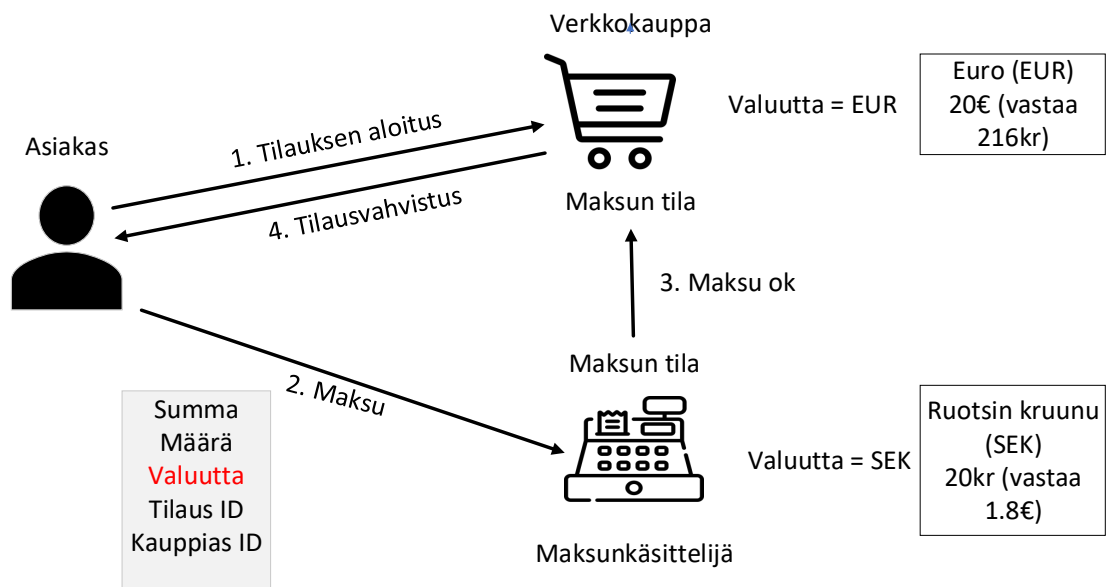 Verkkokauppa
Valuutta = EUR
Euro (EUR)
20€ (vastaa
216kr)
Asiakas
1. Tilauksen aloitus
4. Tilausvahvistus
Maksun tila
3. Maksu ok
Maksun tila
2. Maksu
Summa
Määrä
Valuutta
Tilaus ID
Kauppias ID
Valuutta = SEK
Ruotsin kruunu
(SEK)
20kr (vastaa
1.8€)
Maksunkäsittelijä